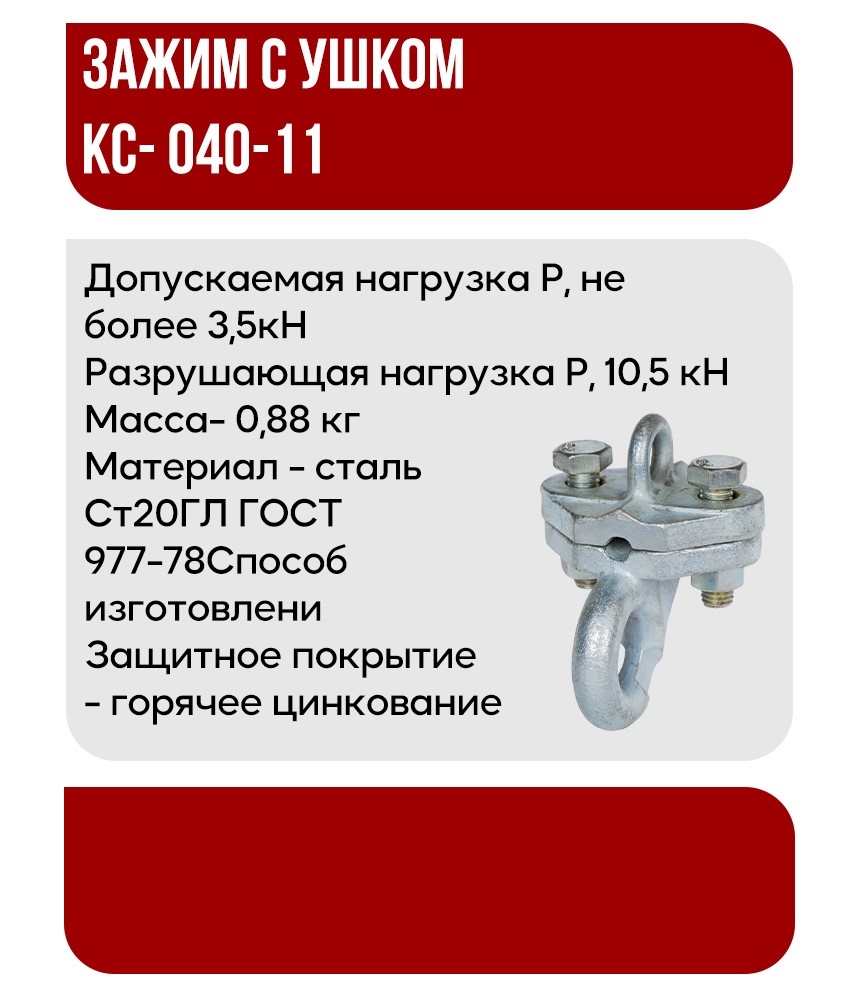 ЗАЖИМ С УШКОМ
КС- 040-11
Допускаемая нагрузка Р, не
более 3,5кН
Разрушающая нагрузка Р, 10,5 кН
Масса- 0,88 кг
Материал - сталь
Ст20ГЛ ГОСТ
977-78Способ
изготовлени
Защитное покрытие
- горячее цинкование